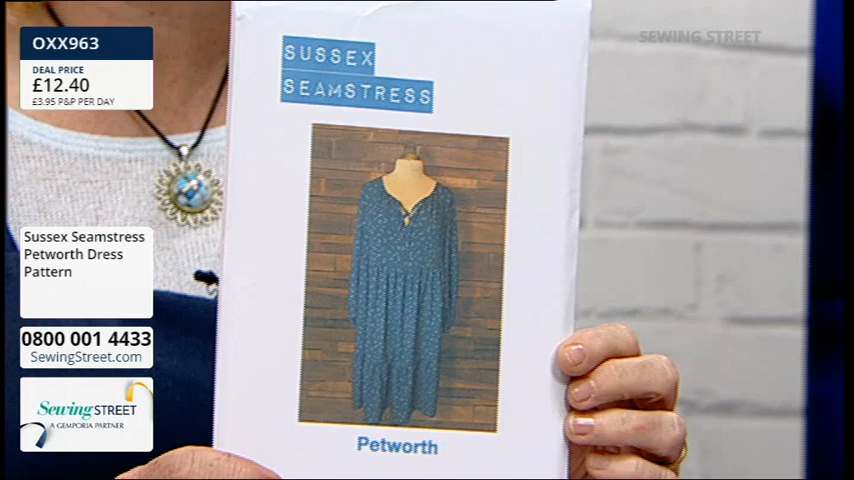 OXX963
DEAL PRICE
£12.40
£3.95 P&P PER DAY
Sussex Seamstress
Petworth Dress
Pattern
0800 001 4433
SewingStreet.com
Sewing STREET
A GEMPORIA PARTNER
SUSSEX
SEAMSTRESS
Petworth
SEWING STREET